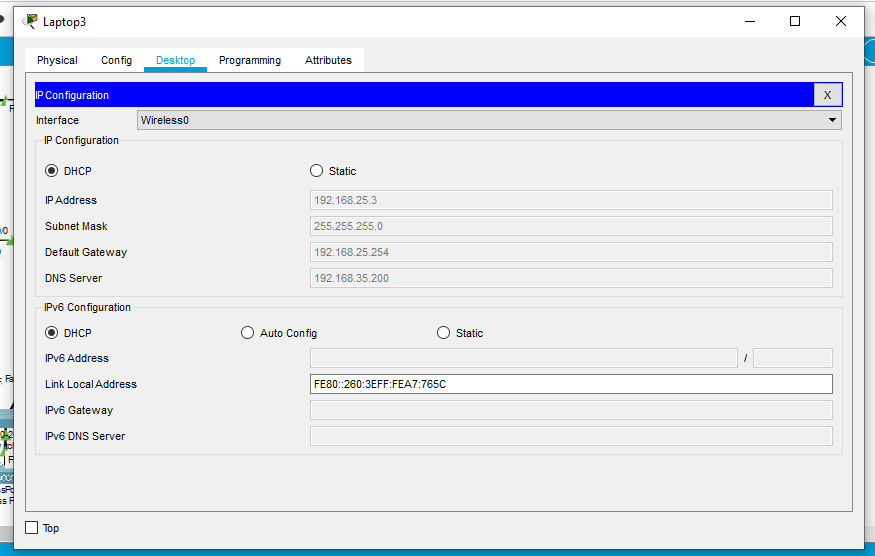 Laptop3
Physical Config Desktop Programming Attributes
IP Configuration X
Interface Wireless0
IP Configuration
DHCP Static
IP Address 192.168.25.3
Subnet Mask 255.255.255.0
Default Gateway 192.168.25.254
DNS Server 192.168.35.200
IPv6 Configuration
DHCP Auto Config Static
IPv6 Address /
Link Local Address FE80::260:3EFF:FEA7:765C
IPv6 Gateway
IPv6 DNS Server
Top